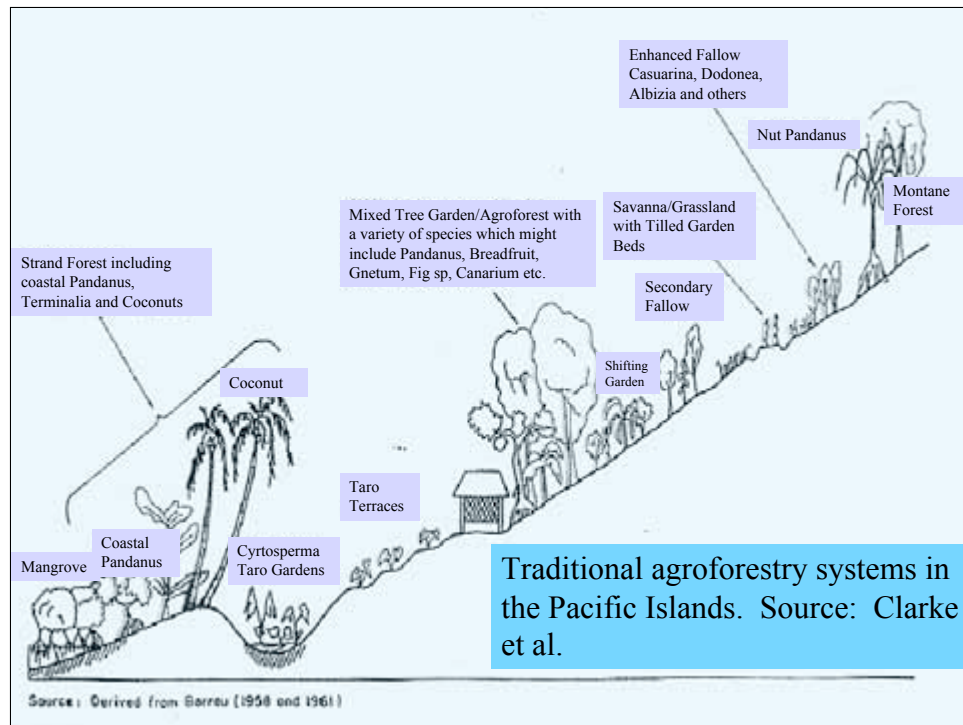 Enhanced Fallow
Casuarina, Dodonea,
Albizia and others
Nut Pandanus
Montane
Forest
Savanna/Grassland
with Tilled Garden
Beds
Mixed Tree Garden/Agroforest with
a variety of species which might
include Pandanus, Breadfruit,
Gnetum, Fig sp, Canarium etc.
Strand Forest including
coastal Pandanus,
Terminalia and Coconuts
Secondary
Fallow
Shifting
Garden
Coconut
Taro
Terraces
Mangrove
Coastal
Pandanus
Cyrtosperma
Taro Gardens
Traditional agroforestry systems in
the Pacific Islands.  Source:  Clarke
et al.
Source: Derived from Barrau (1958 and 1961)